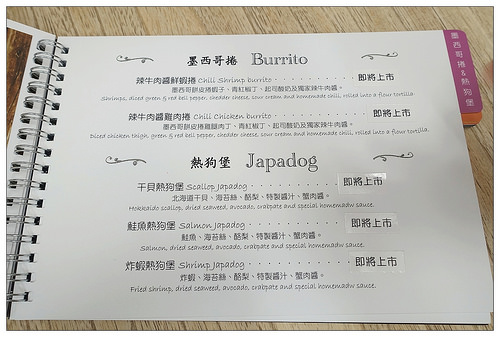 墨西哥捲 Burrito
辣牛肉醬鮮蝦捲 Chili Shrimp burrito 即將上市
墨西哥餅皮捲蝦子、青紅椒丁、起司酸奶及獨家辣牛肉醬。
Shrimps, diced green & red bell peper, chedder cheese, sour cream and homemade chili, rolled into a flour tortilla.
辣牛肉醬雞肉捲 Chili Chicken burrito 即將上市
墨西哥餅皮捲雞腿肉丁、青紅椒丁、起司酸奶及獨家辣牛肉醬。
Diced chicken thigh, green & red bell peper, chedder cheese, sour cream and homemade chili, rolled into a flour tortilla.
熱狗堡 Japadog
干貝熱狗堡 Scallop Japadog 即將上市
北海道干貝、海苔絲、酪梨、特製醬汁、蟹肉醬。
Hokkaido scallop, dried seaweed, avocado, crabpate and special homemadw sauce.
鮭魚熱狗堡 Salmon Japadog 即將上市
鮭魚、海苔絲、酪梨、特製醬汁、蟹肉醬。
Salmon, dried seaweed, avocado, crabpate and special homemadw sauce.
炸蝦熱狗堡 Shrimp Japadog 即將上市
炸蝦、海苔絲、酪梨、特製醬汁、蟹肉醬。
Fried shrimp, dried seaweed, avocado, crabpate and special homemadw sauce.
墨西哥捲&熱狗堡